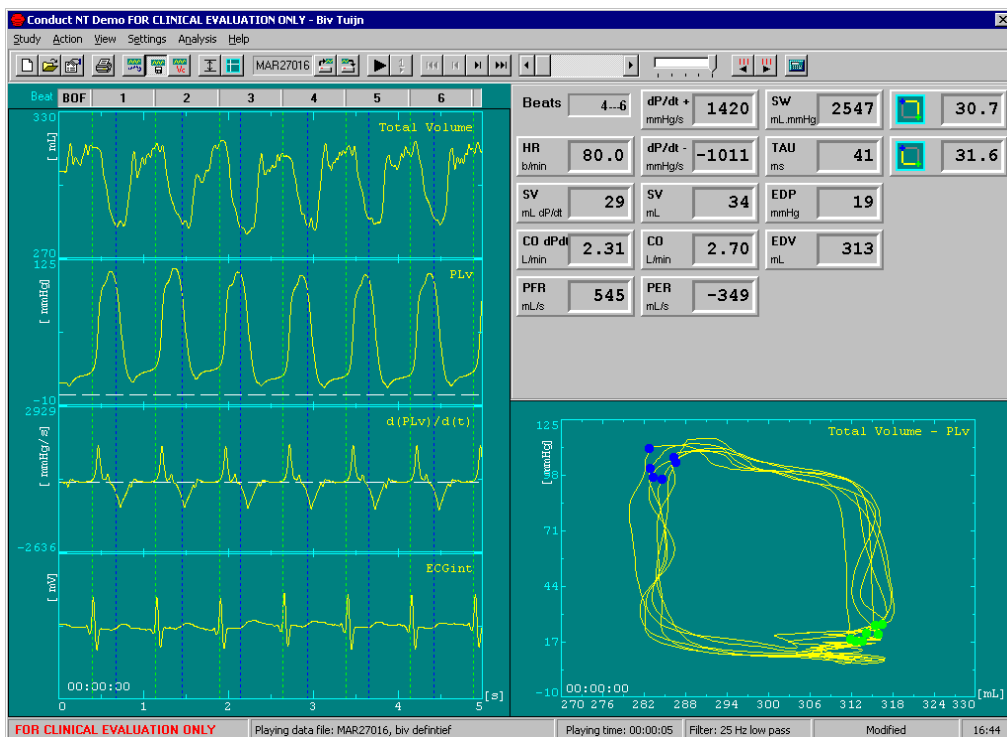 Conduct NT Demo FOR CLINICAL EVALUATION ONLY - Biv Tuijn
Study Action View Settings Analysis Help
MAR27016
Beat BOF 1 2 3 4 5 6
330
[ mL]
Total Volume
270
125
[ mmHg]
PLv
-10
2929
[ mmHg/s]
d(PLv)/d(t)
-2636
[ mV]
ECGint
00:00:00
[s]
0 1 2 3 4 5
Beats 4---6
dP/dt + mmHg/s 1420
SW mL.mmHg 2547
30.7
HR b/min 80.0
dP/dt - mmHg/s -1011
TAU ms 41
31.6
SV mL dP/dt 29
SV mL 34
EDP mmHg 19
CO dPdt L/min 2.31
CO L/min 2.70
EDV mL 313
PFR mL/s 545
PER mL/s -349
125
[mmHg]
Total Volume - PLv
98
71
44
17
-10
00:00:00
[mL]
270 276 282 288 294 300 306 312 318 324 330
FOR CLINICAL EVALUATION ONLY
Playing data file: MAR27016, biv defintief
Playing time: 00:00:05
Filter: 25 Hz low pass
Modified
16:44